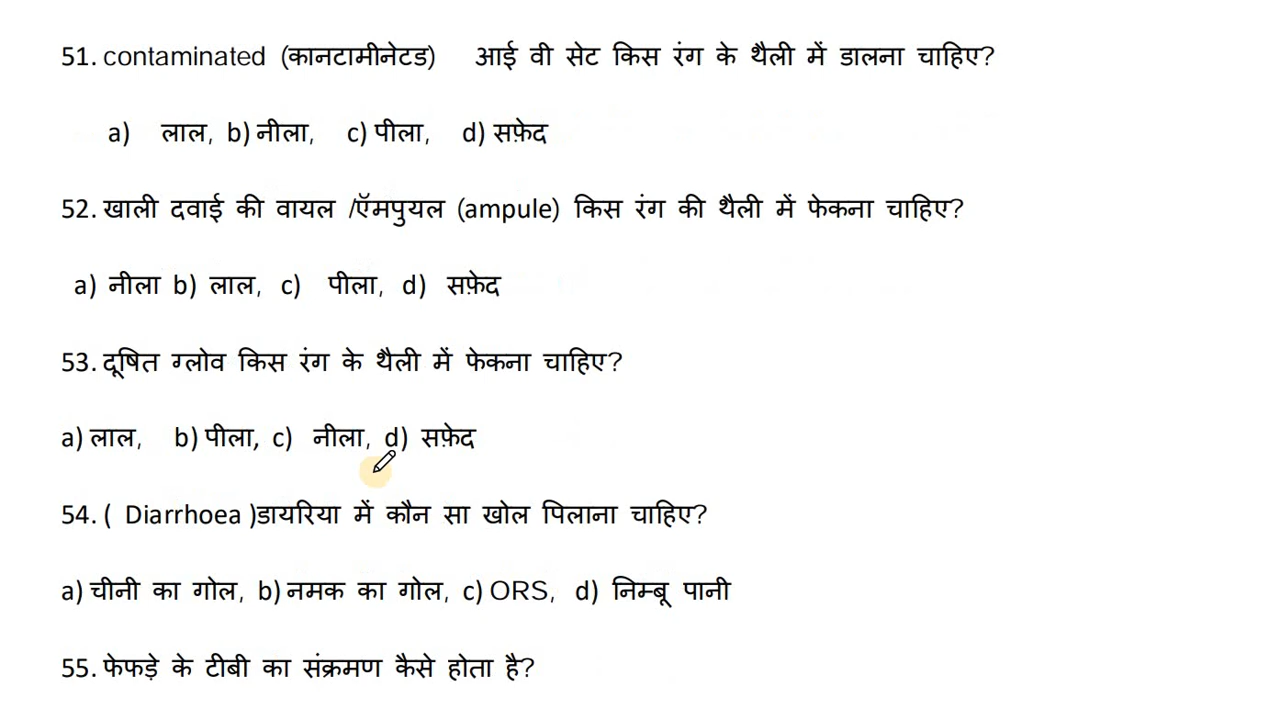 51. contaminated (कानटामीनेटड) आई वी सेट किस रंग के थैली में डालना चाहिए?
a) लाल, b) नीला, c) पीला, d) सफ़ेद
52. खाली दवाई की वायल /ऍमपुयल (ampule) किस रंग की थैली में फेकना चाहिए?
a) नीला b) लाल, c) पीला, d) सफ़ेद
53. दूषित ग्लोव किस रंग के थैली में फेकना चाहिए?
a) लाल, b) पीला, c) नीला, d) सफ़ेद
54. ( Diarrhoea )डायरिया में कौन सा खोल पिलाना चाहिए?
a) चीनी का गोल, b) नमक का गोल, c) ORS, d) निम्बू पानी
55. फेफड़े के टीबी का संक्रमण कैसे होता है?